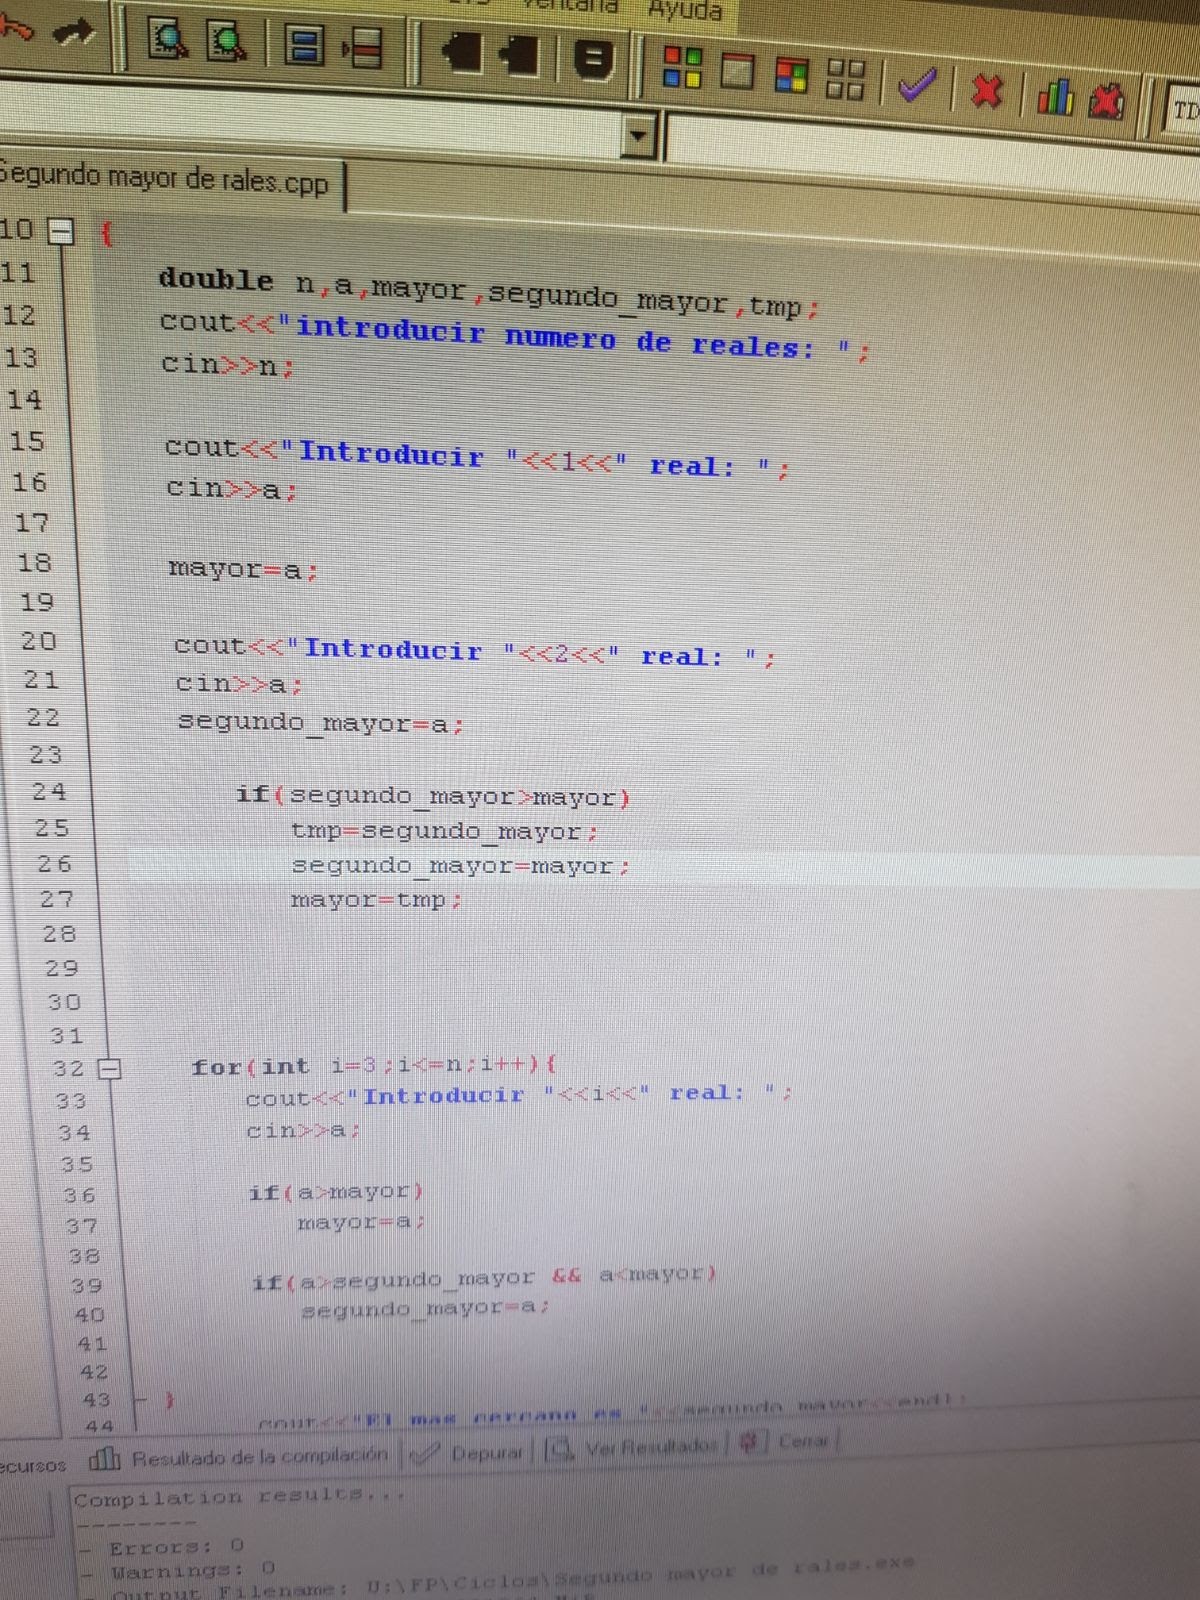 Ventana Ayuda
Segundo mayor de rales.cpp
10 {
11 double n,a,mayor,segundo_mayor,tmp;
12 cout<<"introducir numero de reales: ";
13 cin>>n;
14
15 cout<<"Introducir "<<1<<" real: ";
16 cin>>a;
17
18 mayor=a;
19
20 cout<<"Introducir "<<2<<" real: ";
21 cin>>a;
22 segundo_mayor=a;
23
24 if(segundo_mayor>mayor)
25 tmp=segundo_mayor;
26 segundo_mayor=mayor;
27 mayor=tmp;
28
29
30
31
32 for(int i=3;i<=n;i++){
33 cout<<"Introducir "<<i<<" real: ";
34 cin>>a;
35
36 if(a>mayor)
37 mayor=a;
38
39 if(a>segundo_mayor && a<mayor)
40 segundo_mayor=a;
41
42
43 }
44 cout<<"El mas cercano es "<<segundo_mayor<<endl;
Resultado de la compilación Depurar Ver Resultados Cerrar
Compilation results...
--------
- Errors: 0
- Warnings: 0
- Output Filename: U:\FP\Ciclos\Segundo mayor de rales.exe